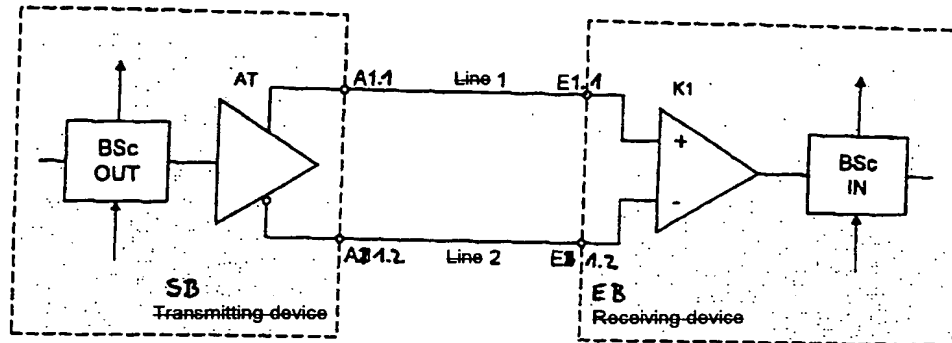 AT
A1.1
Line 1
E1.1
K1
BSc
OUT
+
-
BSc
IN
A1.2
Line 2
E1.2
SB
Transmitting device
EB
Receiving device